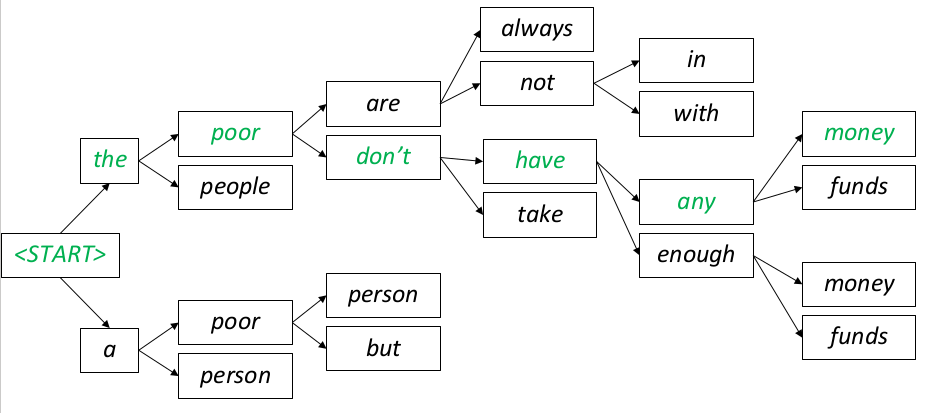 <START>
the
a
poor
people
poor
person
are
don't
person
but
always
not
have
take
in
with
any
enough
money
funds
money
funds